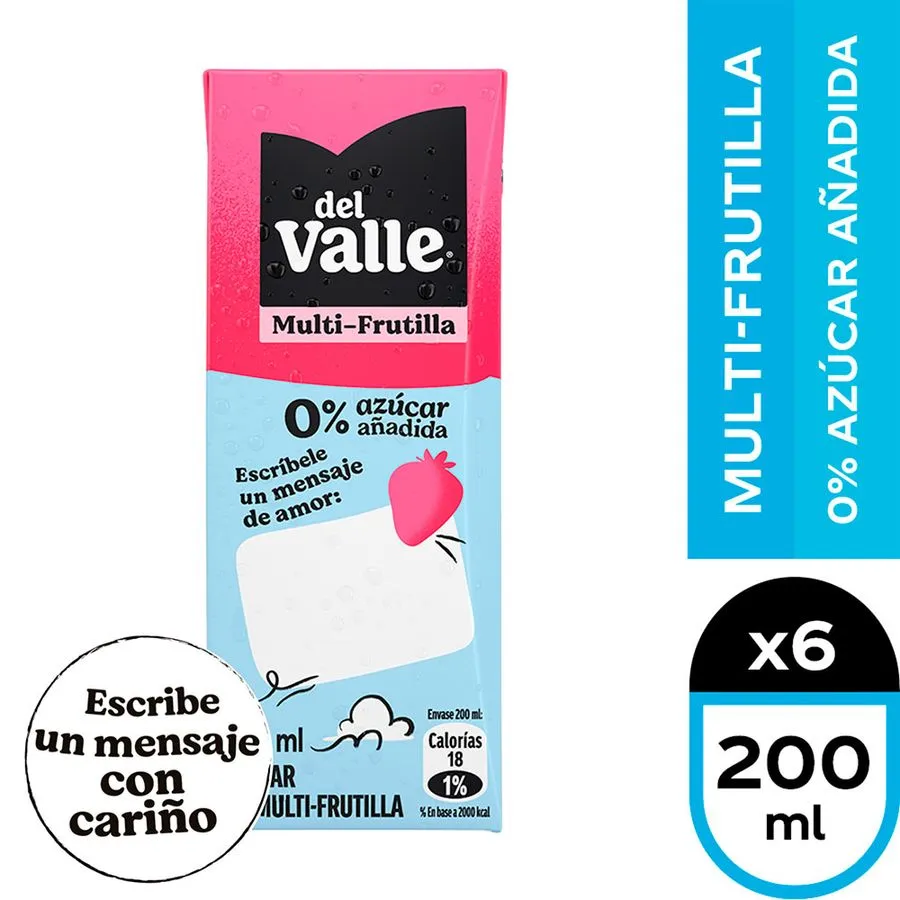 del
Valle®
Multi-Frutilla
0% azúcar
añadida
Escríbele
un mensaje
de amor:
Envase 200 ml:
Calorías
18
1%
% En base a 2000 kcal
ml
MULTI-FRUTILLA
Escribe
un mensaje
con
cariño
MULTI-FRUTILLA
0% AZÚCAR AÑADIDA
x6
200
ml